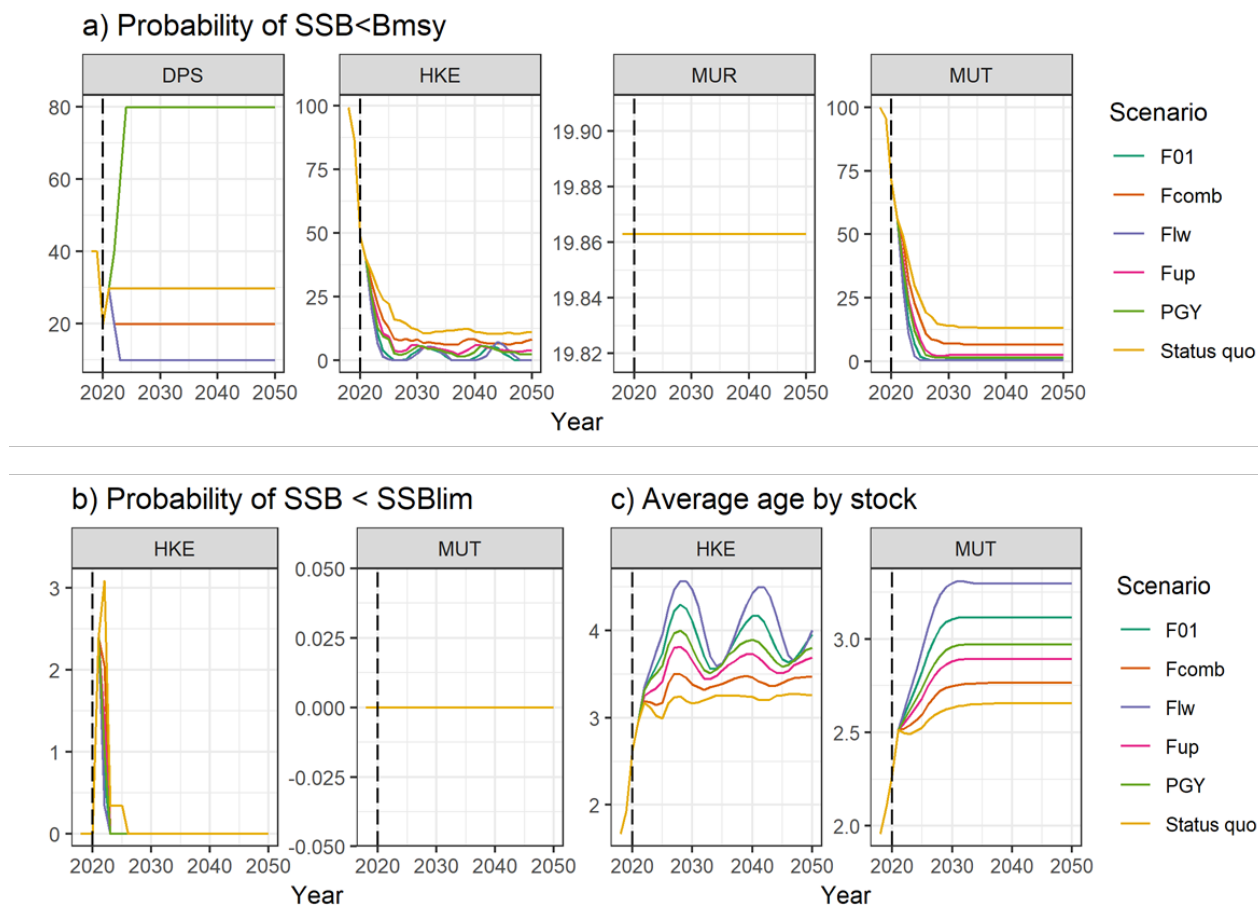 a) Probability of SSB<Bmsy
DPS
HKE
MUR
MUT
80
60
40
20
100
75
50
25
0
19.90
19.88
19.86
19.84
19.82
100
75
50
25
0
2020 2030 2040 2050
2020 2030 2040 2050
2020 2030 2040 2050
2020 2030 2040 2050
Year
Scenario
F01
Fcomb
Flw
Fup
PGY
Status quo
b) Probability of SSB < SSBlim
HKE
MUT
3
2
1
0
0.050
0.025
0.000
-0.025
-0.050
2020 2030 2040 2050
2020 2030 2040 2050
Year
c) Average age by stock
HKE
MUT
4
3
2
3.0
2.5
2.0
2020 2030 2040 2050
2020 2030 2040 2050
Year
Scenario
F01
Fcomb
Flw
Fup
PGY
Status quo